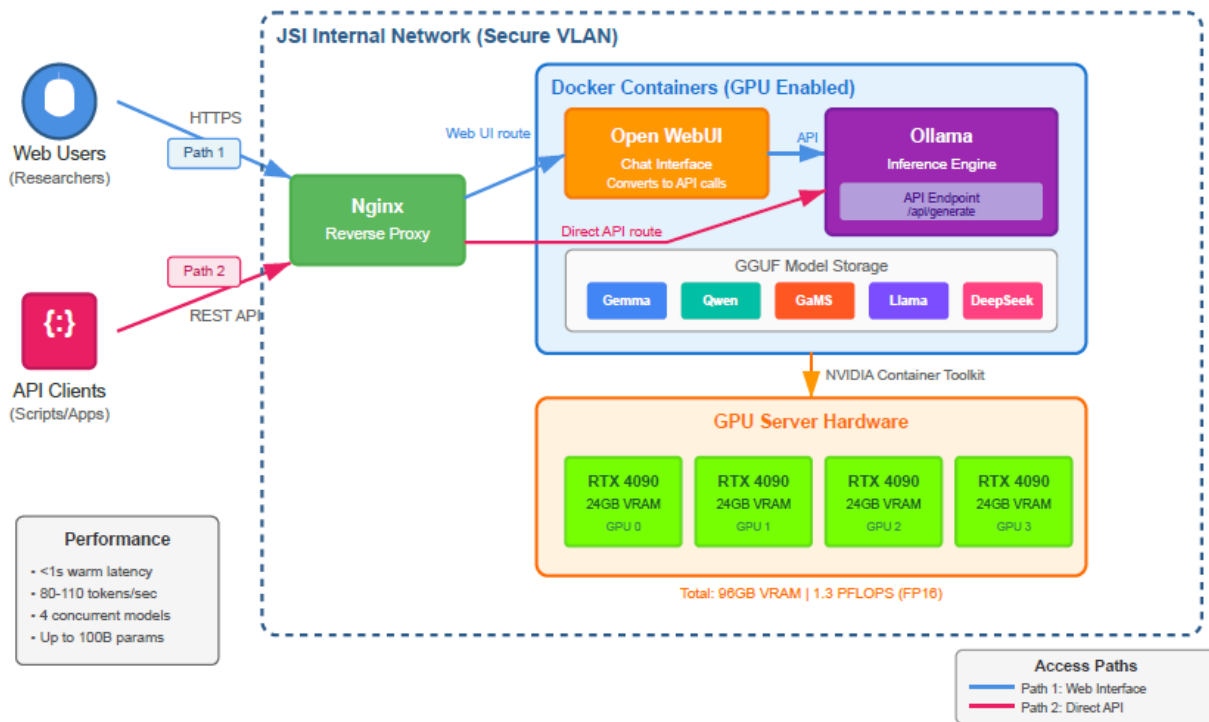 JSI Internal Network (Secure VLAN)
Web Users
(Researchers)
HTTPS
Path 1
Path 2
REST API
{:}
API Clients
(Scripts/Apps)
Nginx
Reverse Proxy
Web UI route
Direct API route
Docker Containers (GPU Enabled)
Open WebUI
Chat Interface
Converts to API calls
API
Ollama
Inference Engine
API Endpoint
/api/generate
GGUF Model Storage
Gemma
Qwen
GaMS
Llama
DeepSeek
NVIDIA Container Toolkit
GPU Server Hardware
RTX 4090
24GB VRAM
GPU 0
RTX 4090
24GB VRAM
GPU 1
RTX 4090
24GB VRAM
GPU 2
RTX 4090
24GB VRAM
GPU 3
Total: 96GB VRAM | 1.3 PFLOPS (FP16)
Performance
- <1s warm latency
- 80-110 tokens/sec
- 4 concurrent models
- Up to 100B params
Access Paths
Path 1: Web Interface
Path 2: Direct API